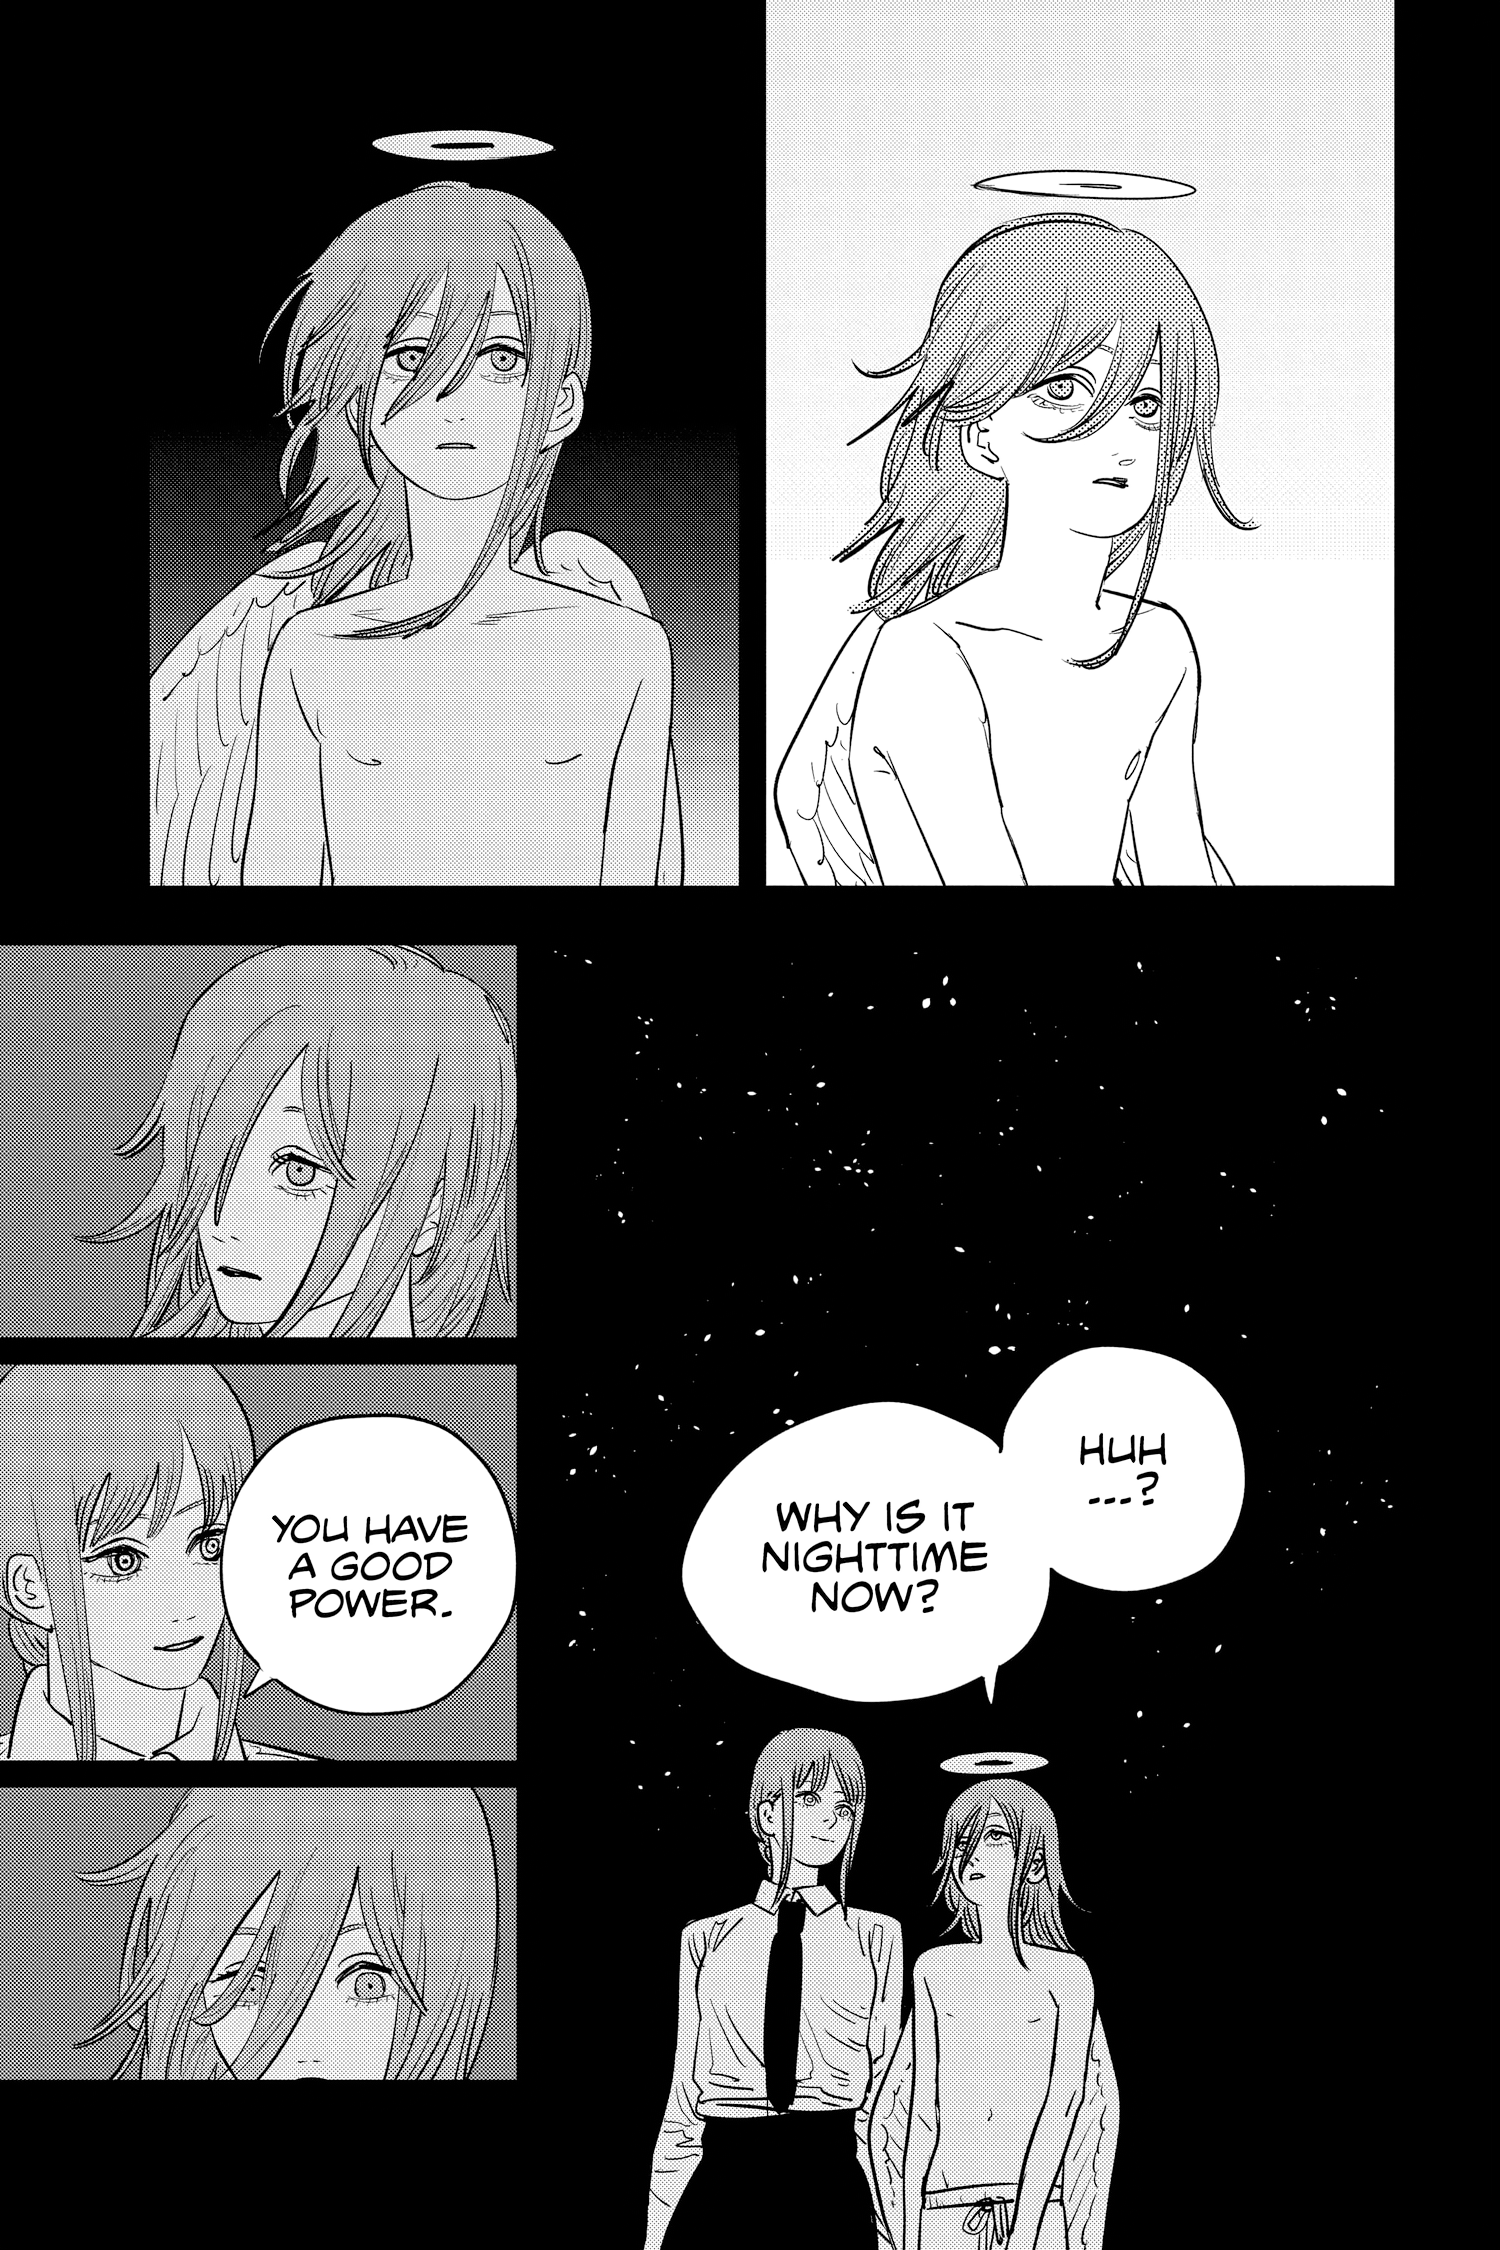 HUH
...?
WHY IS IT
NIGHTTIME
NOW?
YOU HAVE
A GOOD
POWER.